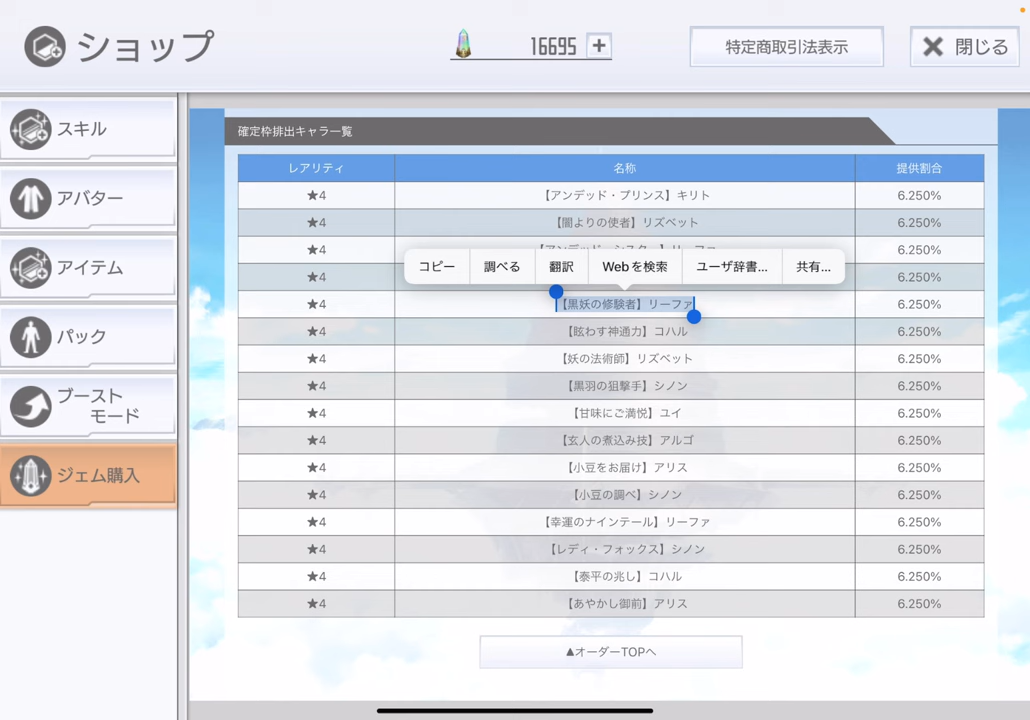 ショップ
16695
特定商取引法表示
閉じる
スキル
アバター
アイテム
パック
ブースト
モード
ジェム購入
確定枠排出キャラ一覧
レアリティ 名称 提供割合
★4 【アンデッド・プリンス】キリト 6.250%
★4 【闇よりの使者】リズベット 6.250%
★4 【アンデッド・シスター】リーファ 6.250%
コピー 調べる 翻訳 Webを検索 ユーザ辞書... 共有...
★4 6.250%
★4 【黒妖の修験者】リーファ 6.250%
★4 【眩わす神通力】コハル 6.250%
★4 【妖の法術師】リズベット 6.250%
★4 【黒羽の狙撃手】シノン 6.250%
★4 【甘味にご満悦】ユイ 6.250%
★4 【玄人の煮込み技】アルゴ 6.250%
★4 【小豆をお届け】アリス 6.250%
★4 【小豆の調べ】シノン 6.250%
★4 【幸運のナインテール】リーファ 6.250%
★4 【レディ・フォックス】シノン 6.250%
★4 【泰平の兆し】コハル 6.250%
★4 【あやかし御前】アリス 6.250%
▲オーダーTOPへ